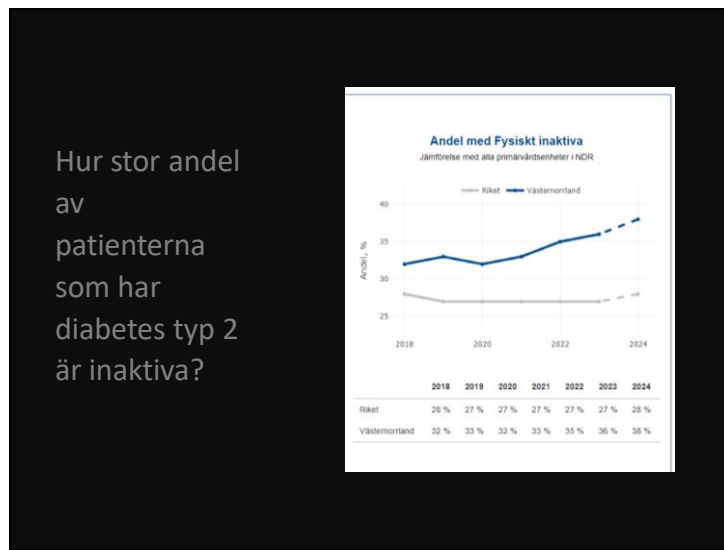 Hur stor andel
av
patienterna
som har
diabetes typ 2
är inaktiva?
Andel med Fysiskt inaktiva
Jämförelse med alla primärvårdsenheter i NDR
Riket Västernorrland
40
35
30
25
Andel, %
2018 2020 2022 2024
2018 2019 2020 2021 2022 2023 2024
Riket 28 % 27 % 27 % 27 % 27 % 27 % 28 %
Västernorrland 32 % 33 % 32 % 33 % 35 % 36 % 38 %